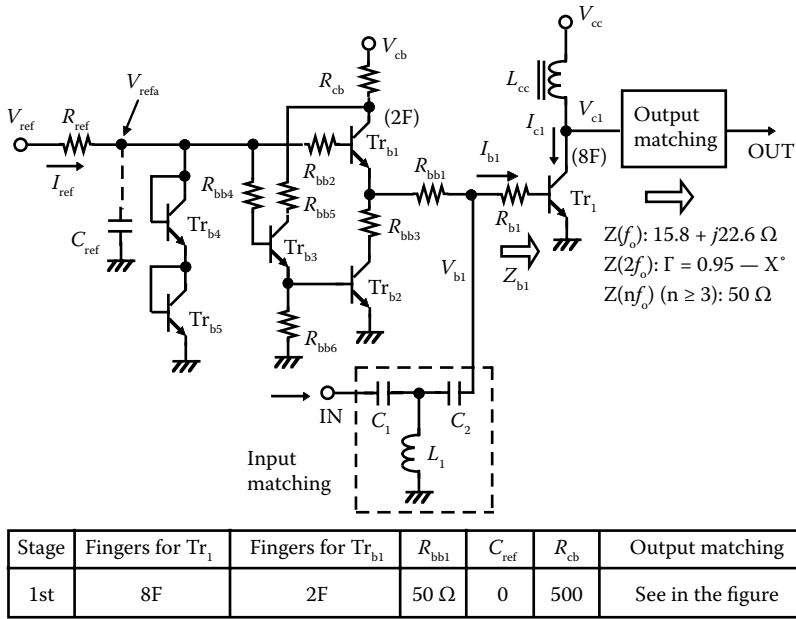 V_cc
V_cb
R_cb
L_cc
V_refa
V_ref
R_ref
(2F)
Tr_b1
I_c1
V_c1
Output
matching
OUT
I_ref
R_bb4
R_bb2
R_bb5
R_bb1
I_b1
(8F)
Tr_1
R_b1
C_ref
Tr_b4
Tr_b3
R_bb3
Z_b1
V_b1
Tr_b2
Tr_b5
R_bb6
Z(f_o): 15.8 + j22.6 Ω
Z(2f_o): Γ = 0.95 — X°
Z(nf_o) (n ≥ 3): 50 Ω
IN
C_1
C_2
L_1
Input
matching
Stage Fingers for Tr_1 Fingers for Tr_b1 R_bb1 C_ref R_cb Output matching
1st 8F 2F 50 Ω 0 500 See in the figure